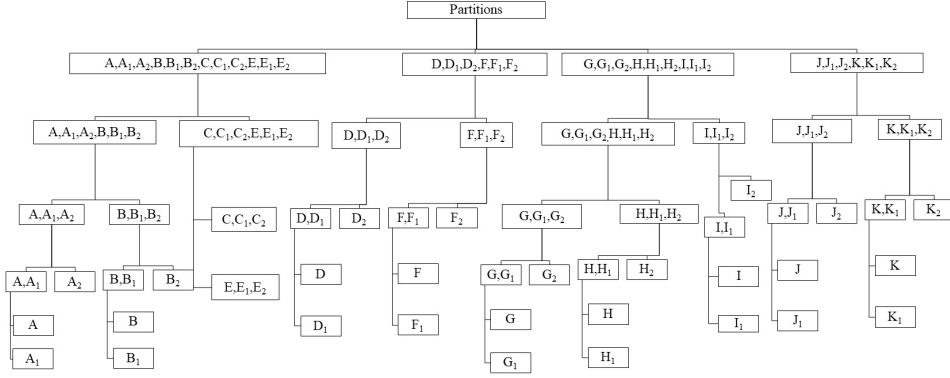 Partitions
A,A₁,A₂,B,B₁,B₂,C,C₁,C₂,E,E₁,E₂
D,D₁,D₂,F,F₁,F₂
G,G₁,G₂,H,H₁,H₂,I,I₁,I₂
J,J₁,J₂,K,K₁,K₂
A,A₁,A₂,B,B₁,B₂
C,C₁,C₂,E,E₁,E₂
D,D₁,D₂
F,F₁,F₂
G,G₁,G₂,H,H₁,H₂
I,I₁,I₂
J,J₁,J₂
K,K₁,K₂
I₂
A,A₁,A₂
B,B₁,B₂
C,C₁,C₂
D,D₁
D₂
F,F₁
F₂
G,G₁,G₂
H,H₁,H₂
I,I₁
J,J₁
J₂
K,K₁
K₂
A,A₁
A₂
B,B₁
B₂
E,E₁,E₂
D
F
G,G₁
G₂
H,H₁
H₂
I
J
K
A
B
D₁
F₁
G
H
I₁
J₁
K₁
A₁
B₁
G₁
H₁